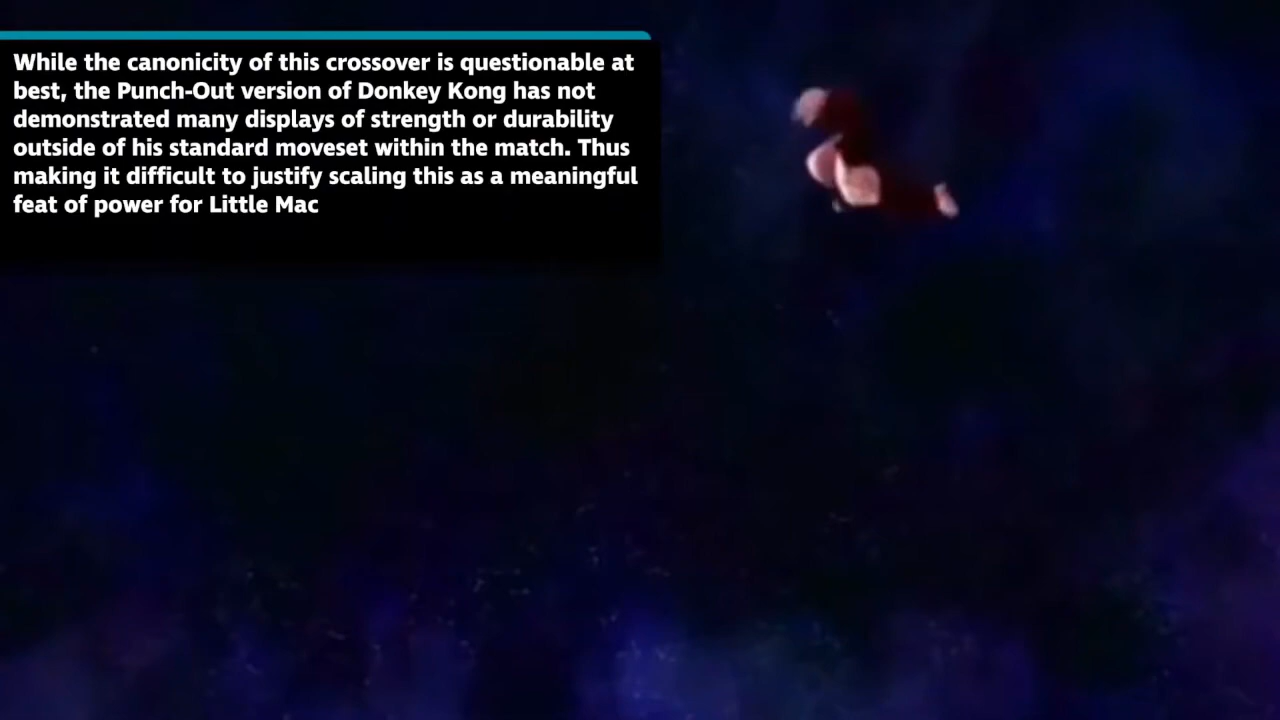 While the canonicity of this crossover is questionable at
best, the Punch-Out version of Donkey Kong has not
demonstrated many displays of strength or durability
outside of his standard moveset within the match. Thus
making it difficult to justify scaling this as a meaningful
feat of power for Little Mac